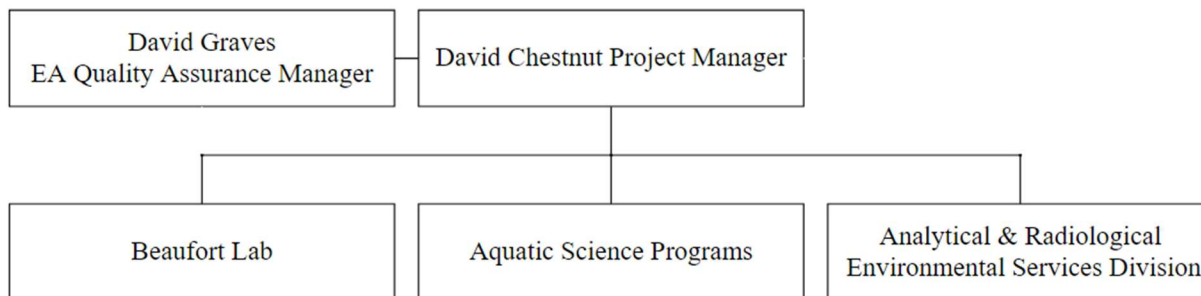 David Graves
EA Quality Assurance Manager
David Chestnut Project Manager
Beaufort Lab
Aquatic Science Programs
Analytical & Radiological
Environmental Services Division